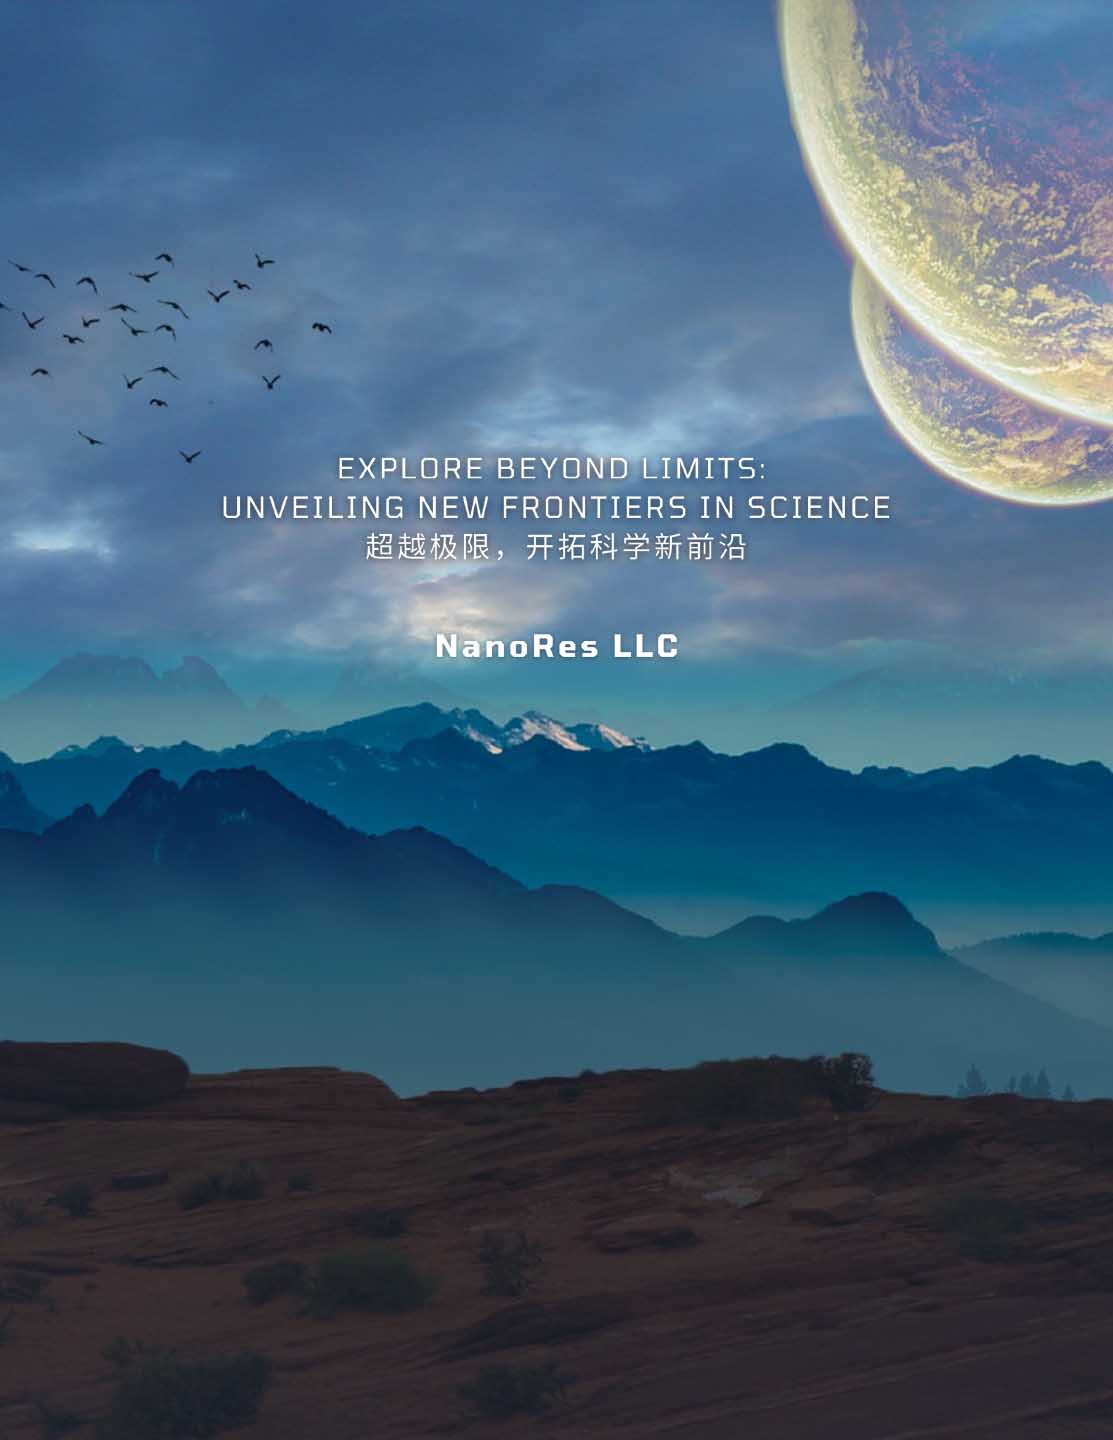 EXPLORE BEYOND LIMITS:
UNVEILING NEW FRONTIERS IN SCIENCE
超越极限，开拓科学新前沿
NanoRes LLC